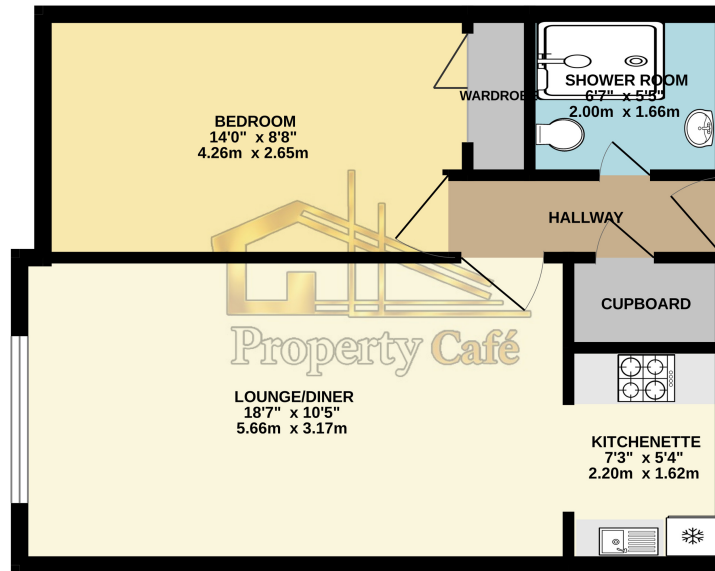 BEDROOM
14'0" x 8'8"
4.26m x 2.65m
WARDROBE
SHOWER ROOM
6'7" x 5'5"
2.00m x 1.66m
HALLWAY
CUPBOARD
Property Café
LOUNGE/DINER
18'7" x 10'5"
5.66m x 3.17m
KITCHENETTE
7'3" x 5'4"
2.20m x 1.62m